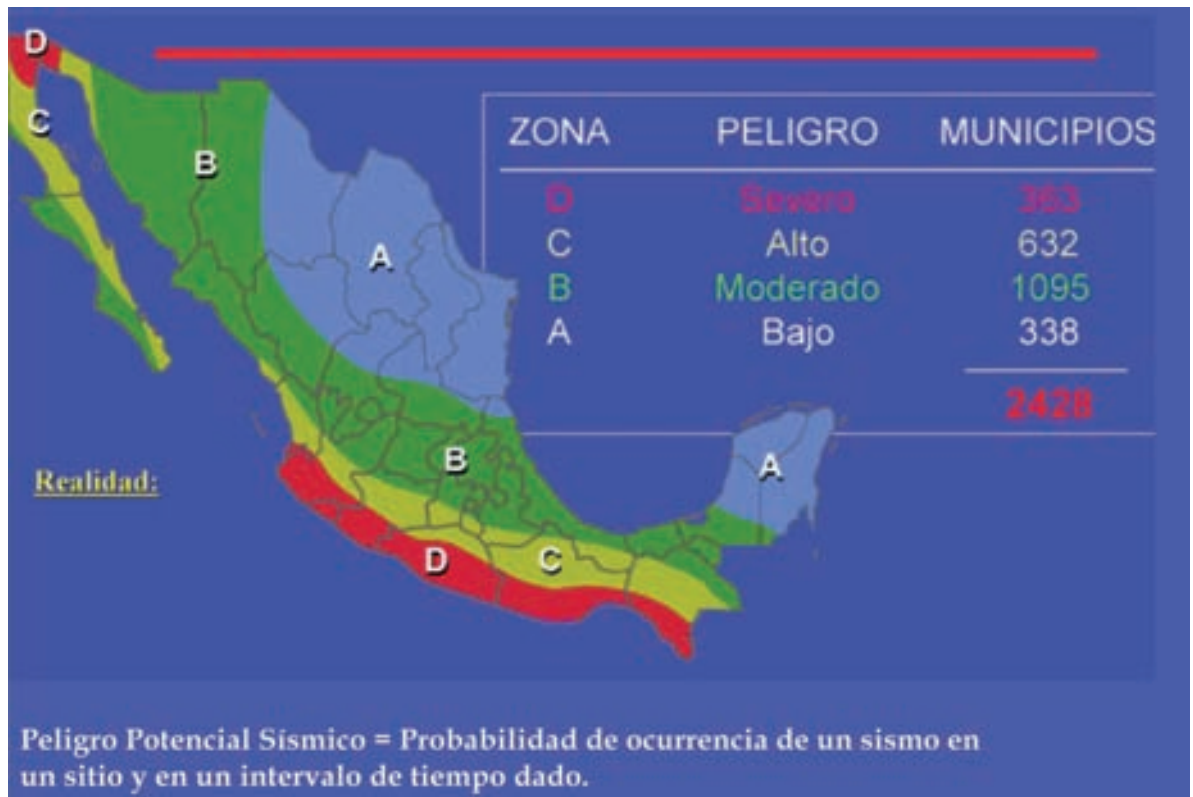 D
C
B
A
B
A
D
C
ZONA PELIGRO MUNICIPIOS
D Severo 363
C Alto 632
B Moderado 1095
A Bajo 338
2428
Realidad:
Peligro Potencial Sísmico = Probabilidad de ocurrencia de un sismo en
un sitio y en un intervalo de tiempo dado.